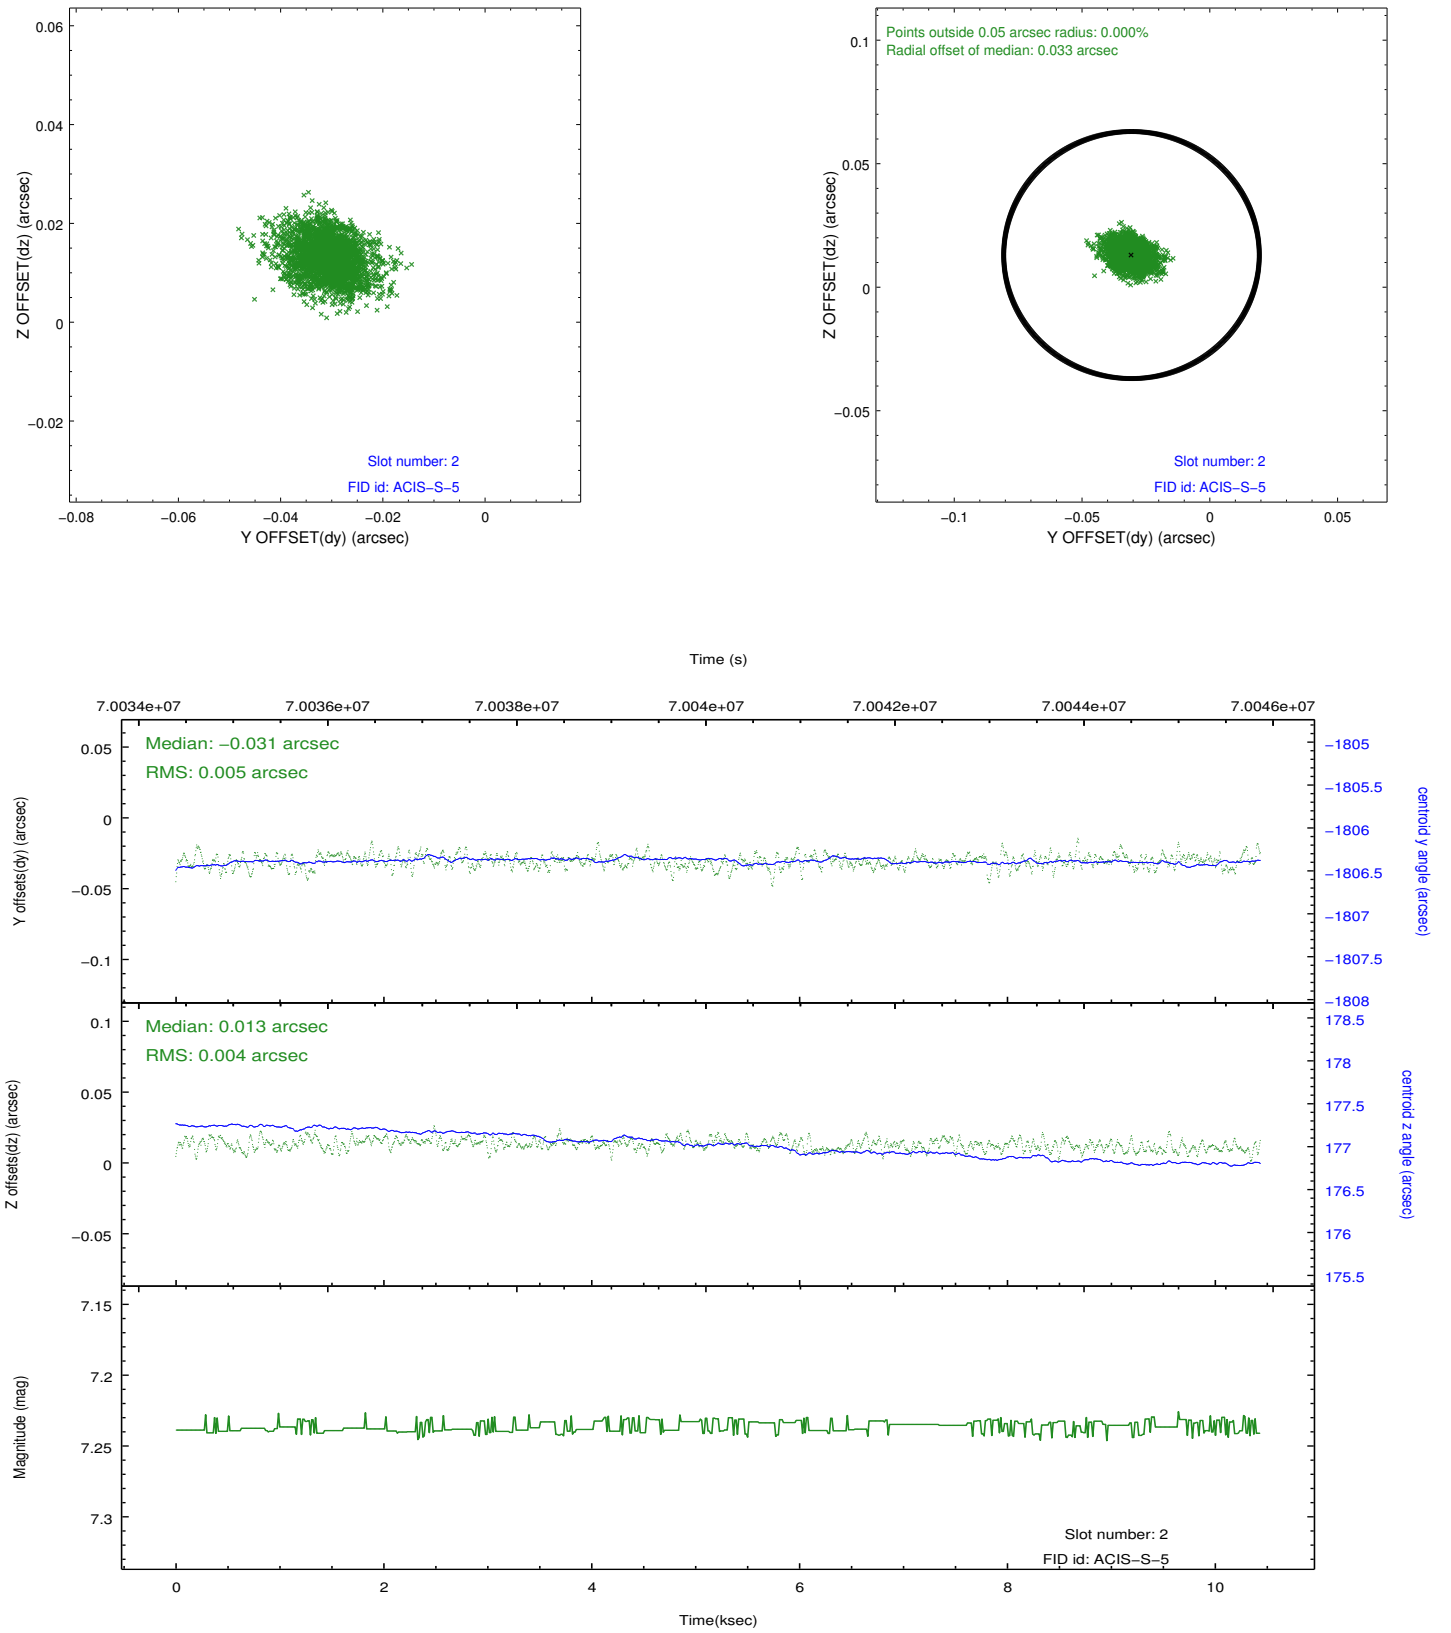 0.06
0.04
0.02
0
−0.02
Z OFFSET(dz) (arcsec)
Slot number: 2
FID id: ACIS−S−5
−0.08
−0.06
−0.04
−0.02
0
Y OFFSET(dy) (arcsec)
Points outside 0.05 arcsec radius: 0.000%
Radial offset of median: 0.033 arcsec
0.1
0.05
0
−0.05
Z OFFSET(dz) (arcsec)
Slot number: 2
FID id: ACIS−S−5
−0.1
−0.05
0
0.05
Y OFFSET(dy) (arcsec)
Time (s)
7.0034e+07
7.0036e+07
7.0038e+07
7.004e+07
7.0042e+07
7.0044e+07
7.0046e+07
Median: −0.031 arcsec
RMS: 0.005 arcsec
0.05
0
−0.05
−0.1
Y offsets(dy) (arcsec)
−1805
−1805.5
−1806
−1806.5
−1807
−1807.5
−1808
centroid y angle (arcsec)
Median: 0.013 arcsec
RMS: 0.004 arcsec
0.1
0.05
0
−0.05
Z offsets(dz) (arcsec)
178.5
178
177.5
177
176.5
176
175.5
centroid z angle (arcsec)
7.15
7.2
7.25
7.3
Magnitude (mag)
Slot number: 2
FID id: ACIS−S−5
0
2
4
6
8
10
Time(ksec)